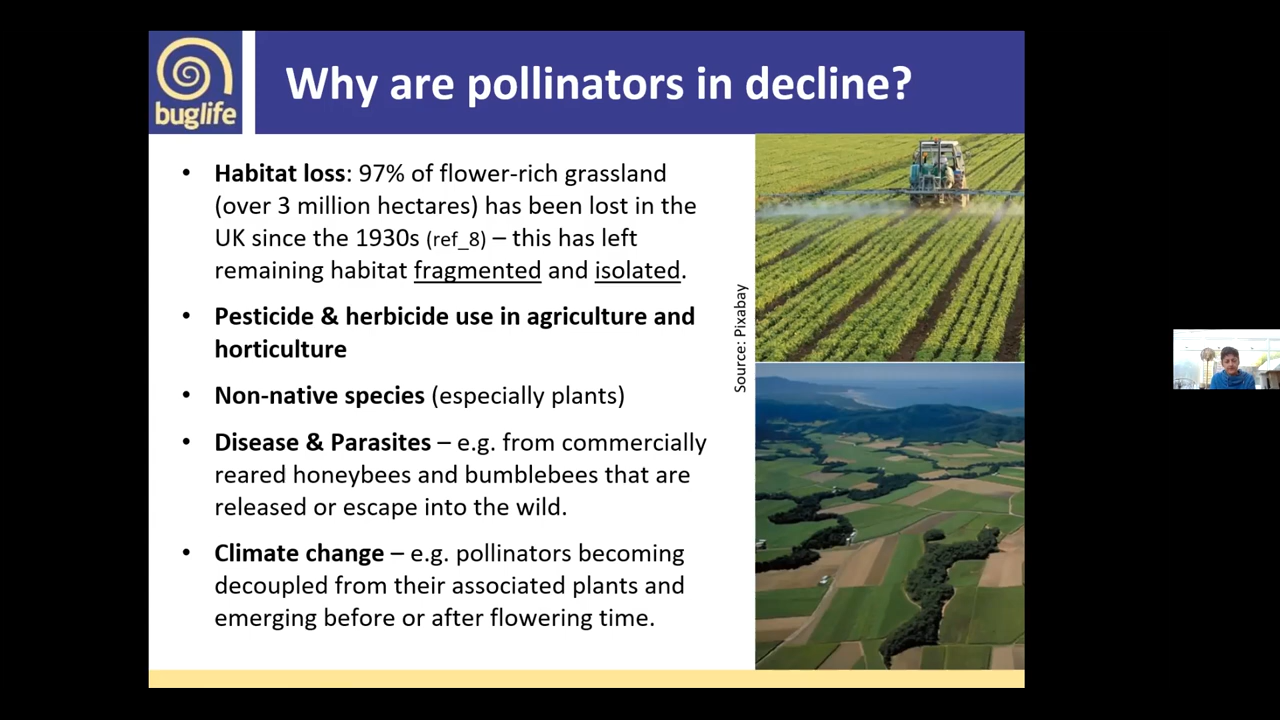 buglife
Why are pollinators in decline?
• Habitat loss: 97% of flower-rich grassland
(over 3 million hectares) has been lost in the
UK since the 1930s (ref_8) – this has left
remaining habitat fragmented and isolated.
• Pesticide & herbicide use in agriculture and
horticulture
• Non-native species (especially plants)
• Disease & Parasites – e.g. from commercially
reared honeybees and bumblebees that are
released or escape into the wild.
• Climate change – e.g. pollinators becoming
decoupled from their associated plants and
emerging before or after flowering time.
Source: Pixabay